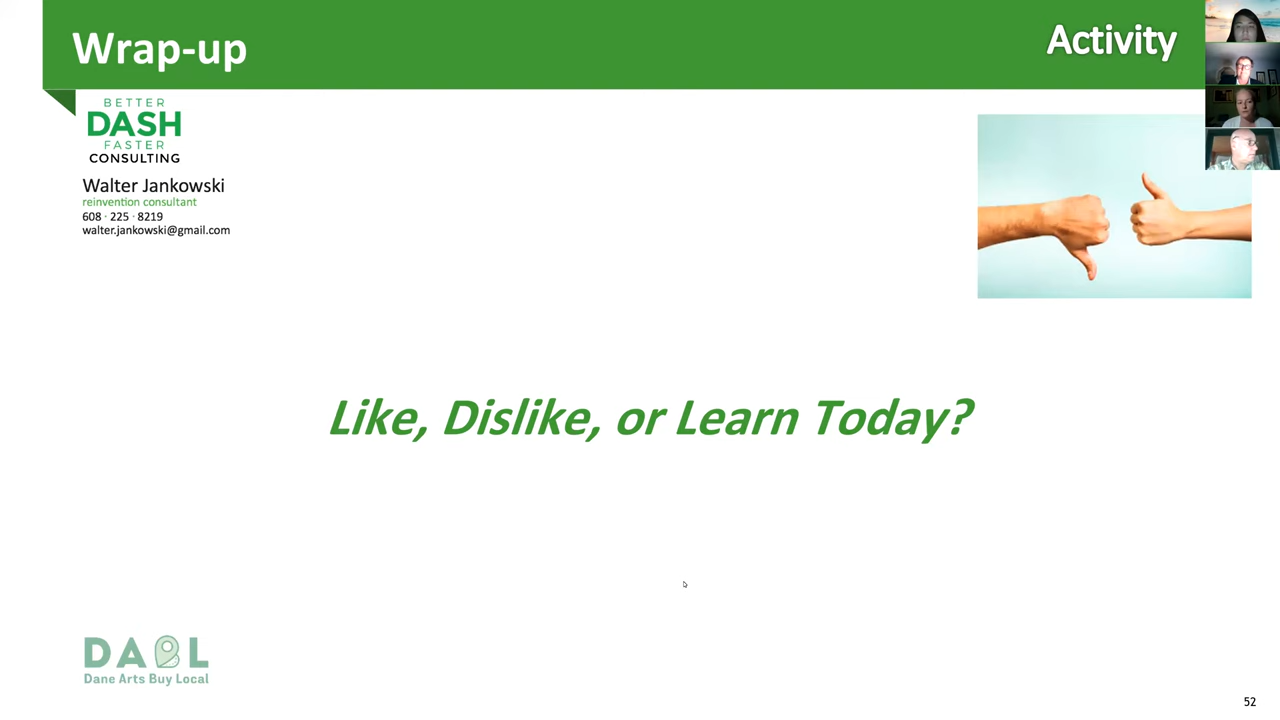 Wrap-up
Activity
BETTER
DASH
FASTER
CONSULTING
Walter Jankowski
reinvention consultant
608 · 225 · 8219
walter.jankowski@gmail.com
Like, Dislike, or Learn Today?
DABL
Dane Arts Buy Local
52